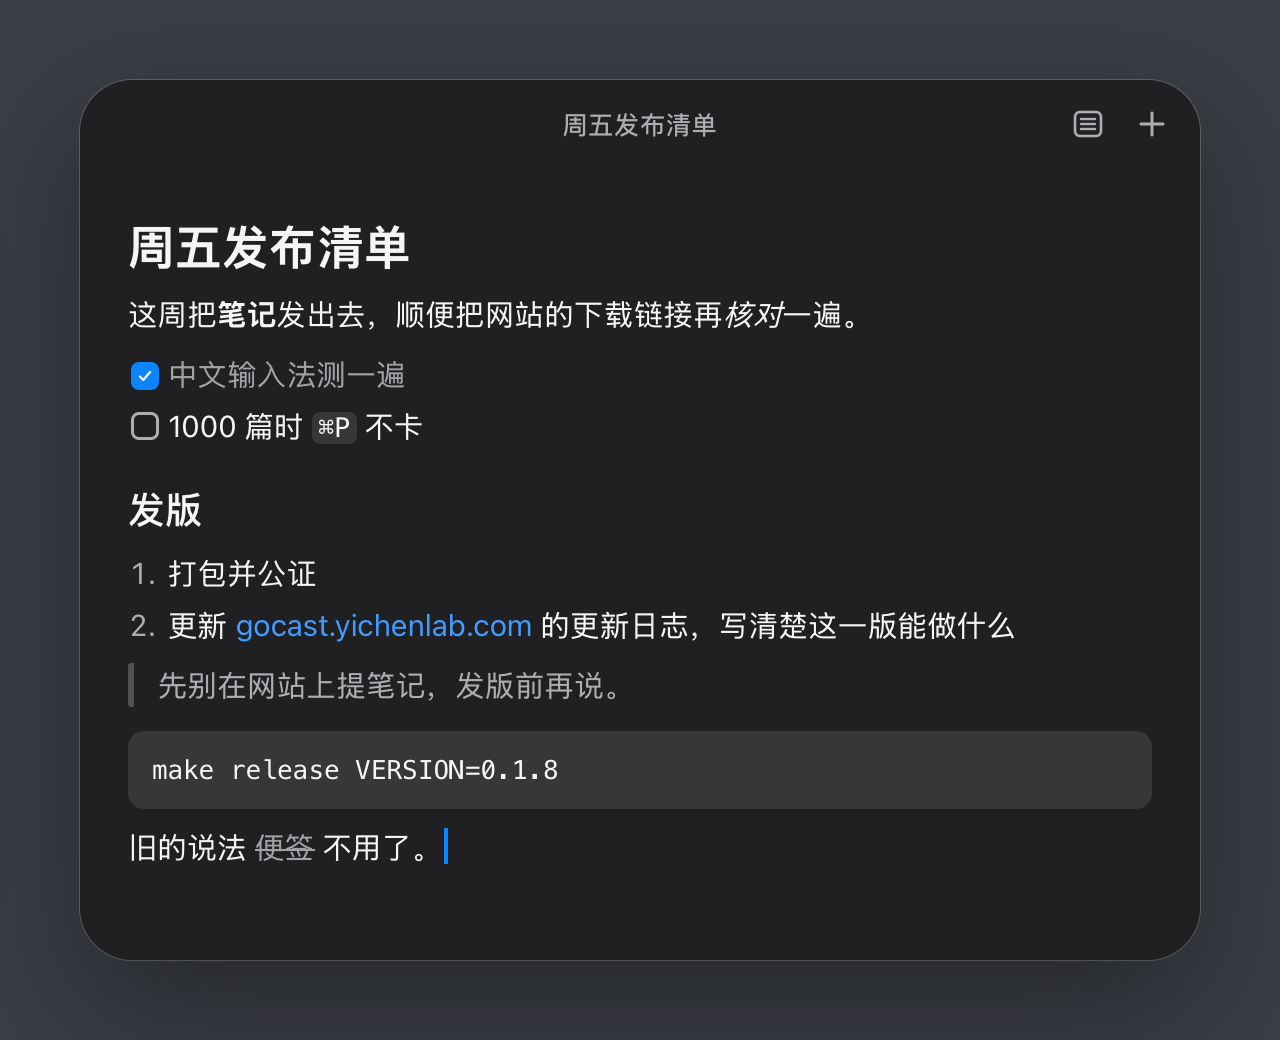 周五发布清单
周五发布清单
这周把笔记发出去，顺便把网站的下载链接再核对一遍。
中文输入法测一遍
1000 篇时 ⌘P 不卡
发版
1. 打包并公证
2. 更新 gocast.yichenlab.com 的更新日志，写清楚这一版能做什么
先别在网站上提笔记，发版前再说。
make release VERSION=0.1.8
旧的说法 便签 不用了。